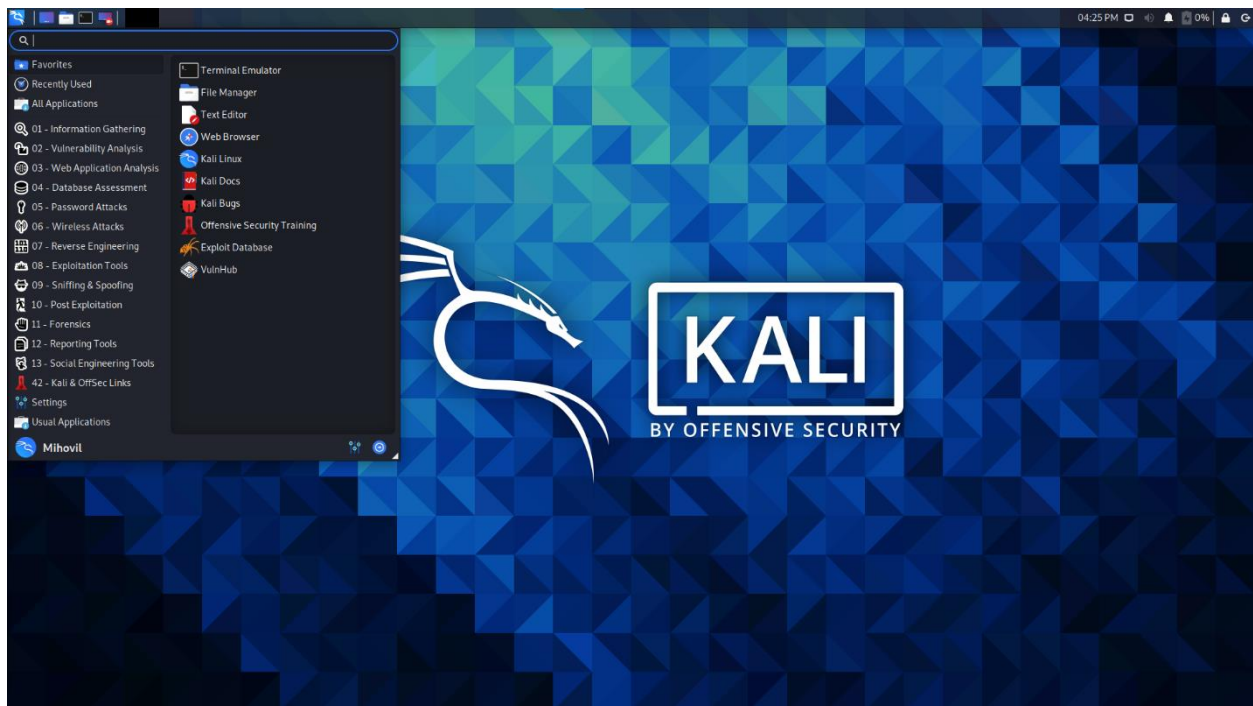 04:25 PM
0%
Favorites
Recently Used
All Applications
01 - Information Gathering
02 - Vulnerability Analysis
03 - Web Application Analysis
04 - Database Assessment
05 - Password Attacks
06 - Wireless Attacks
07 - Reverse Engineering
08 - Exploitation Tools
09 - Sniffing & Spoofing
10 - Post Exploitation
11 - Forensics
12 - Reporting Tools
13 - Social Engineering Tools
42 - Kali & OffSec Links
Settings
Usual Applications
Terminal Emulator
File Manager
Text Editor
Web Browser
Kali Linux
Kali Docs
Kali Bugs
Offensive Security Training
Exploit Database
VulnHub
Mihovil
KALI
BY OFFENSIVE SECURITY